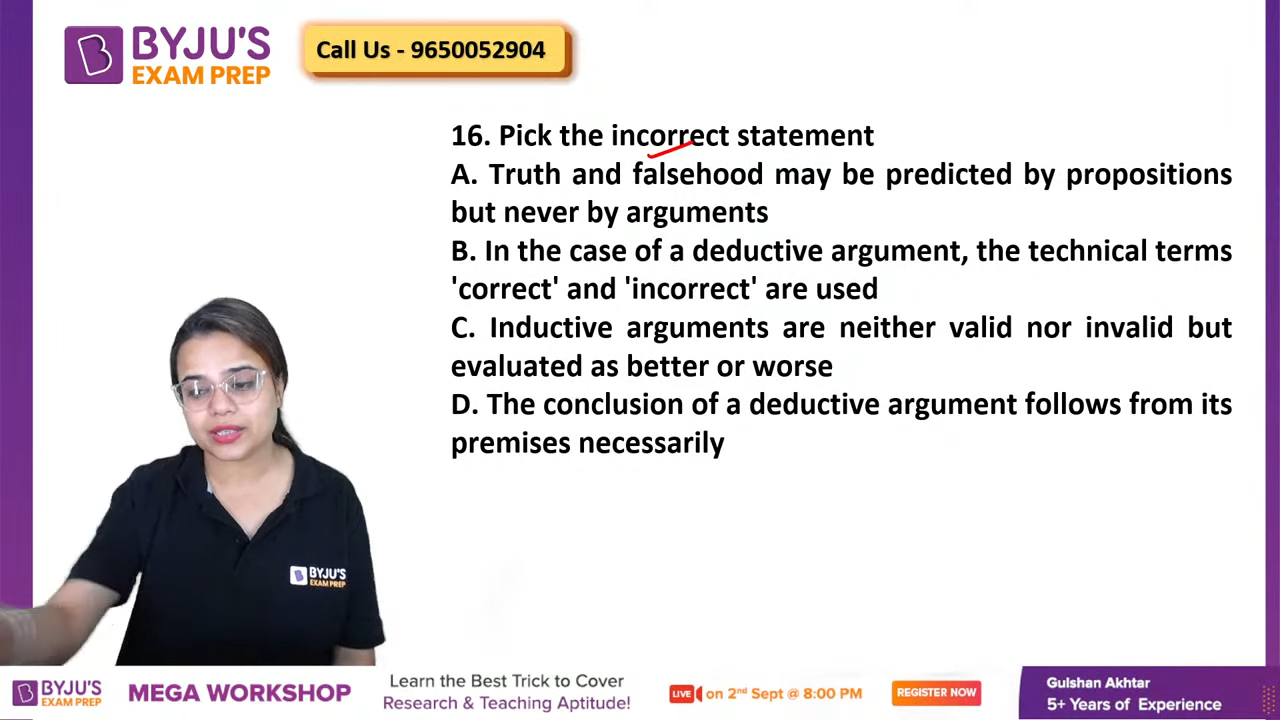 BYJU'S
EXAM PREP
Call Us - 9650052904
16. Pick the incorrect statement
A. Truth and falsehood may be predicted by propositions
but never by arguments
B. In the case of a deductive argument, the technical terms
'correct' and 'incorrect' are used
C. Inductive arguments are neither valid nor invalid but
evaluated as better or worse
D. The conclusion of a deductive argument follows from its
premises necessarily
BYJU'S
EXAM PREP
BYJU'S
EXAM PREP
MEGA WORKSHOP
Learn the Best Trick to Cover
Research & Teaching Aptitude!
LIVE on 2nd Sept @ 8:00 PM
REGISTER NOW
Gulshan Akhtar
5+ Years of Experience